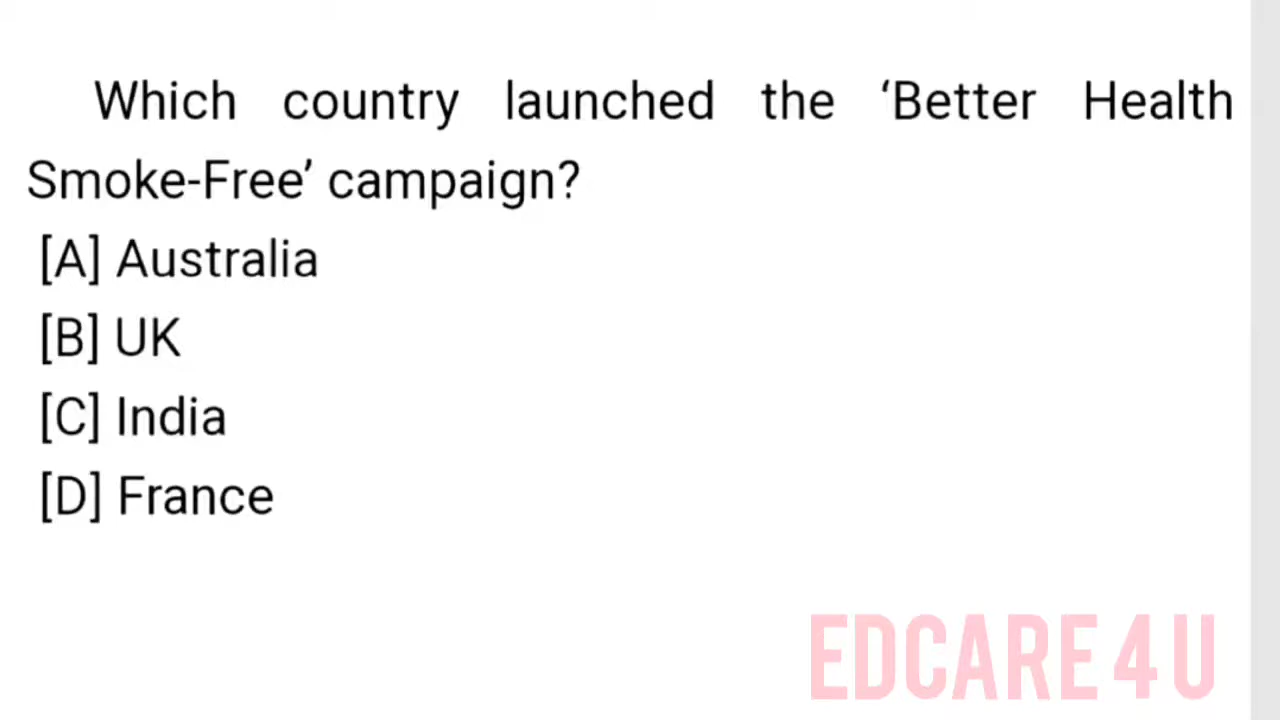 Which country launched the ‘Better Health
Smoke-Free’ campaign?
[A] Australia
[B] UK
[C] India
[D] France
EDCARE 4 U